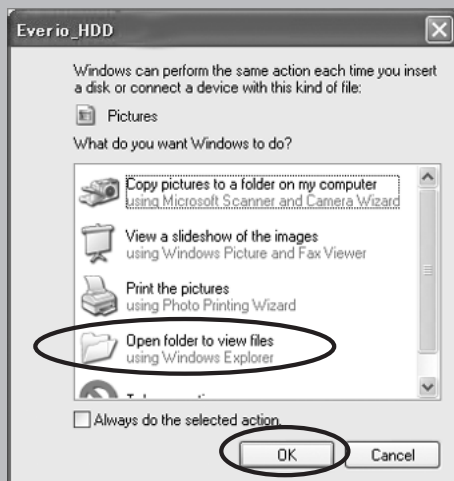 Everio_HDD
Windows can perform the same action each time you insert
a disk or connect a device with this kind of file:
Pictures
What do you want Windows to do?
Copy pictures to a folder on my computer
using Microsoft Scanner and Camera Wizard
View a slideshow of the images
using Windows Picture and Fax Viewer
Print the pictures
using Photo Printing Wizard
Open folder to view files
using Windows Explorer
Always do the selected action.
OK
Cancel